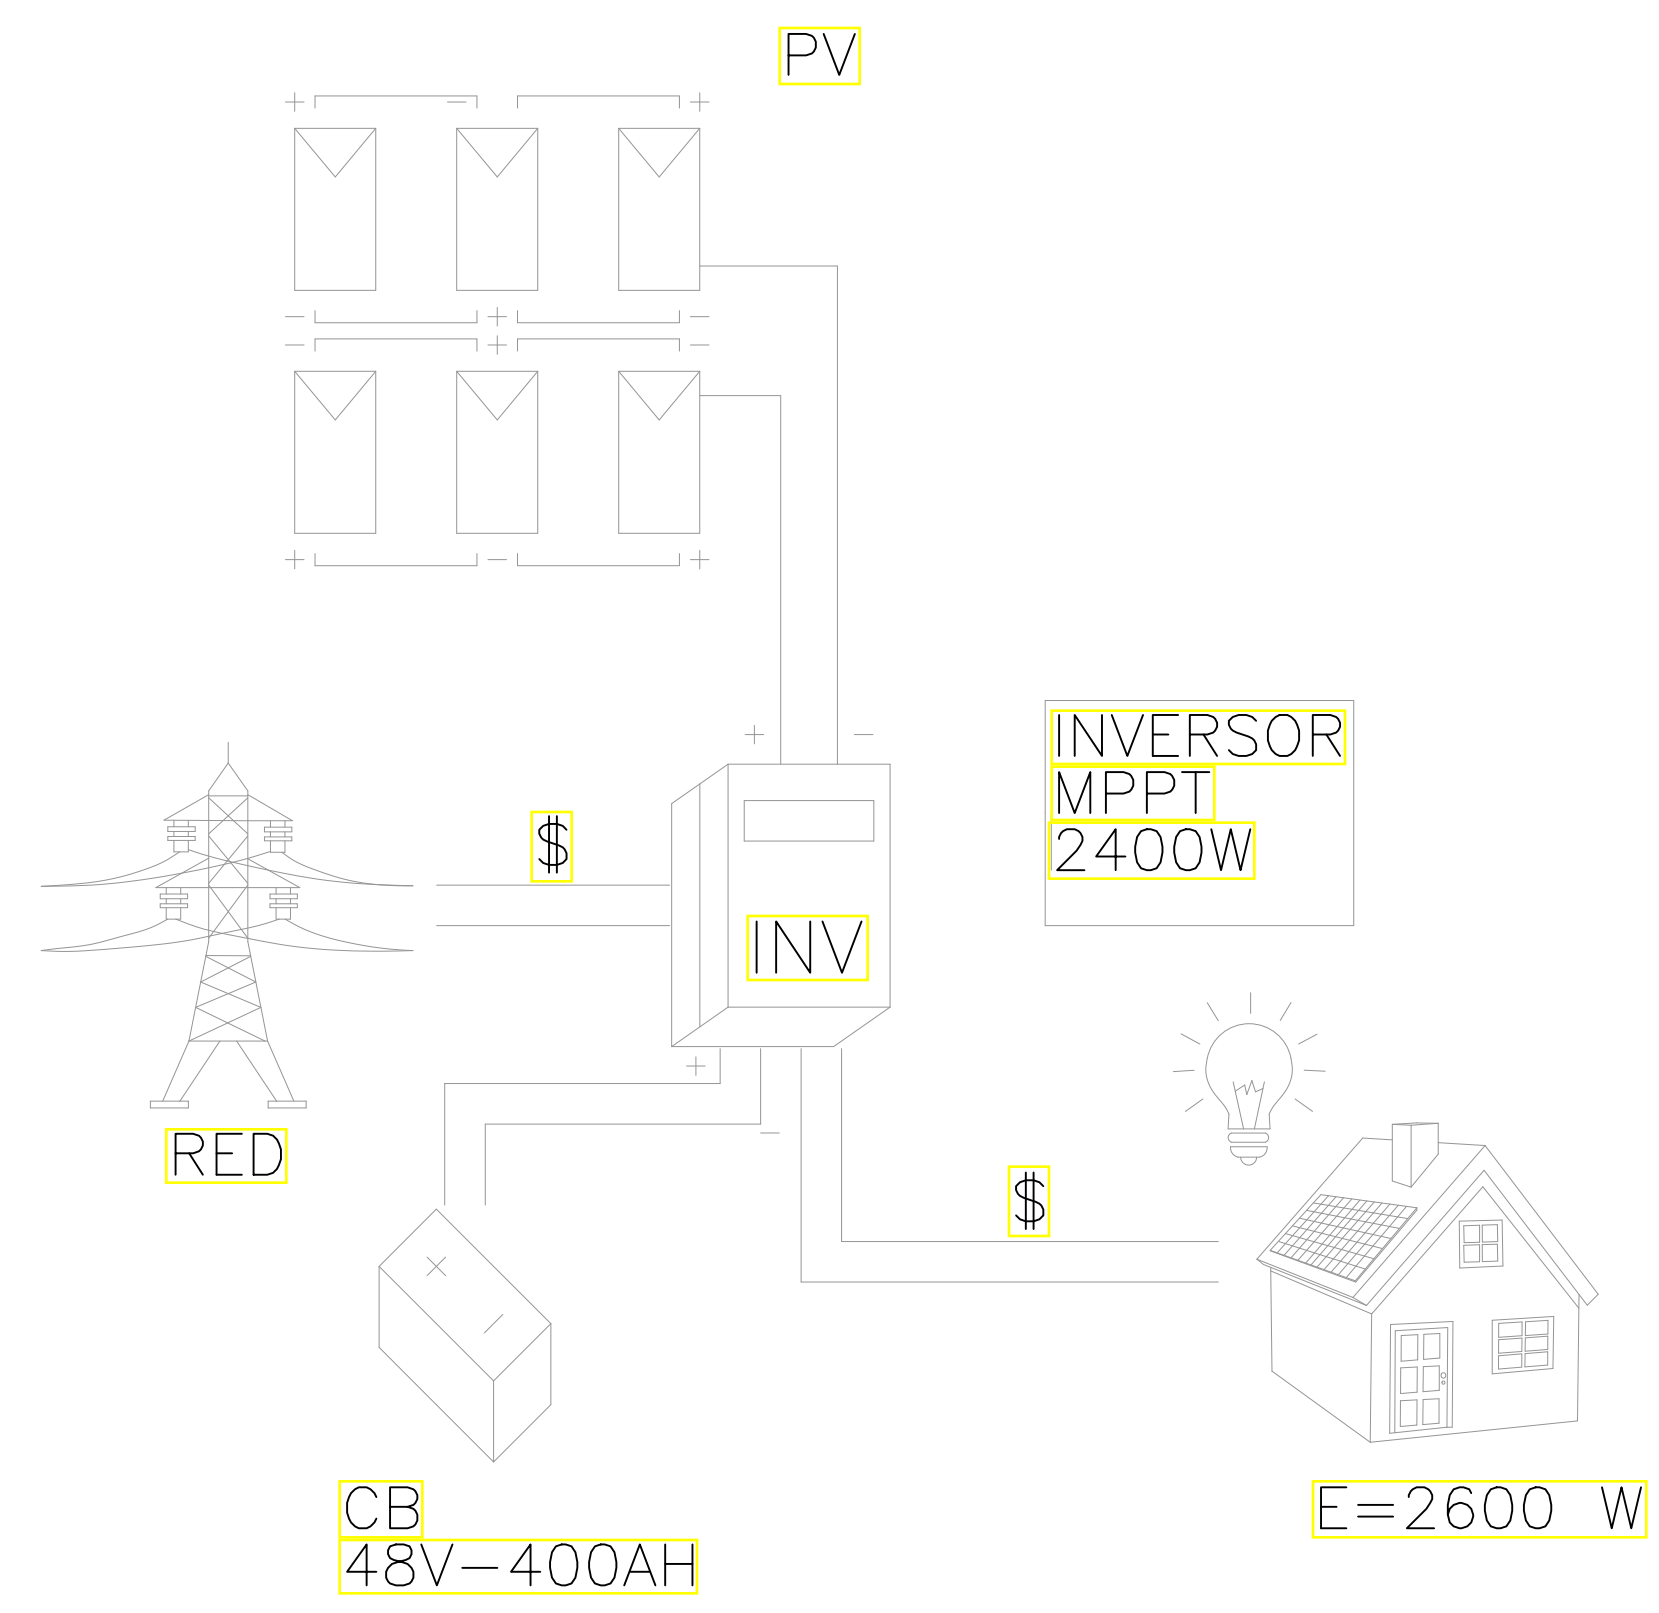 PV
INVERSOR
MPPT
2400W
$
INV
RED
$
CB
48V-400AH
E=2600 W